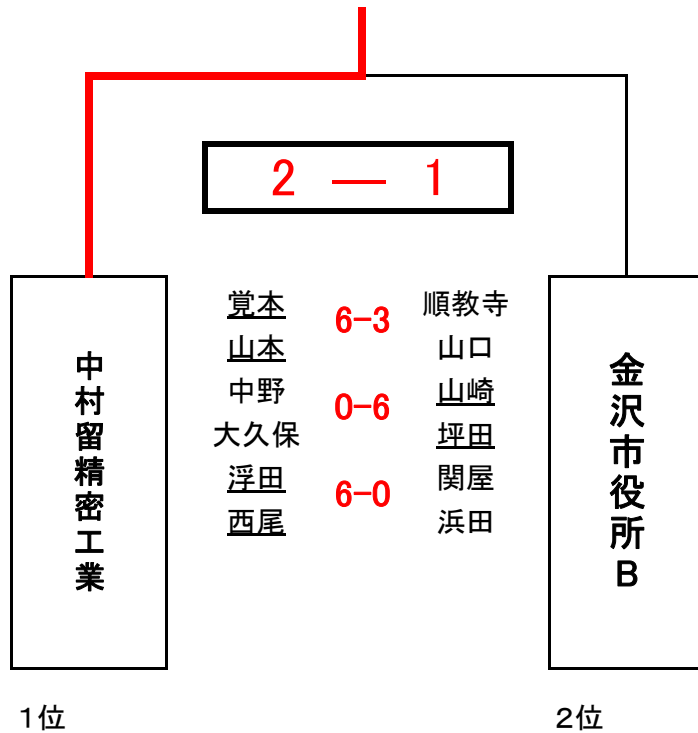 2 — 1
中村留精密工業
覚本 6-3 順教寺
山本 山口
中野 0-6 山崎
大久保 坪田
浮田 6-0 関屋
西尾 浜田
金沢市役所B
1位
2位